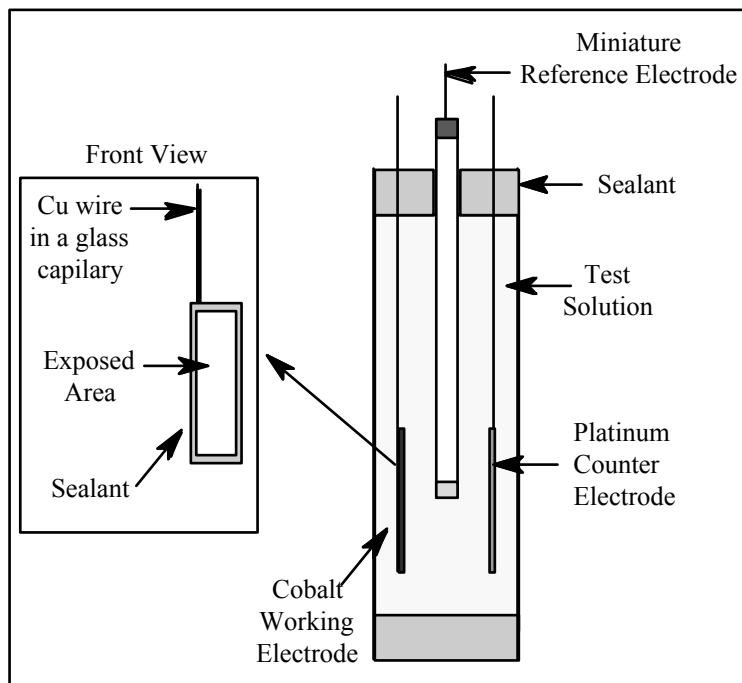 Front View
Cu wire
in a glass
capilary
Exposed
Area
Sealant
Miniature
Reference Electrode
Sealant
Test
Solution
Platinum
Counter
Electrode
Cobalt
Working
Electrode